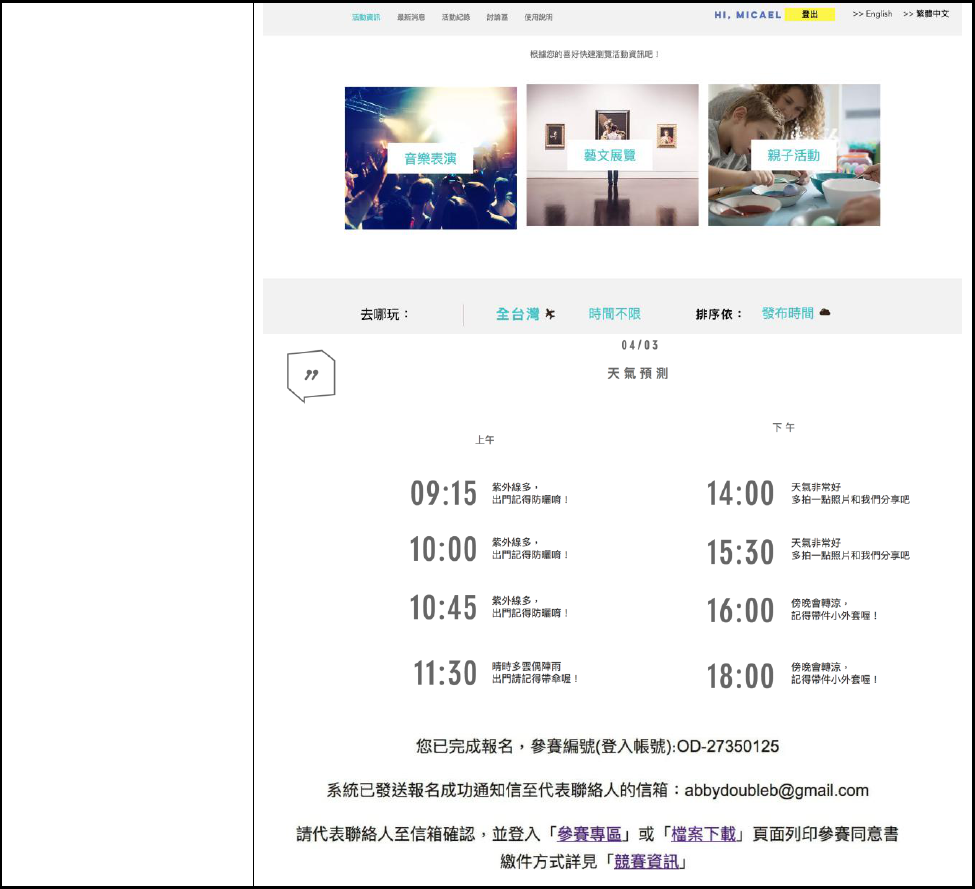 活動資訊 最新消息 活動紀錄 討論區 使用說明 HI, MICAEL 登出 >> English >> 繁體中文
根據您的喜好快速瀏覽活動資訊吧！
音樂表演 藝文展覽 親子活動
去哪玩： 全台灣 時間不限 排序依： 發布時間
04/03
天氣預測
上午
09:15 紫外線多，
出門記得防曬唷！
10:00 紫外線多，
出門記得防曬唷！
10:45 紫外線多，
出門記得防曬唷！
11:30 晴時多雲偶陣雨
出門請記得帶傘喔！
下午
14:00 天氣非常好
多拍一點照片和我們分享吧
15:30 天氣非常好
多拍一點照片和我們分享吧
16:00 傍晚會轉涼，
記得帶件小外套喔！
18:00 傍晚會轉涼，
記得帶件小外套喔！
您已完成報名，參賽編號(登入帳號):OD-27350125
系統已發送報名成功通知信至代表聯絡人的信箱：abbydoubleb@gmail.com
請代表聯絡人至信箱確認，並登入「參賽專區」或「檔案下載」頁面列印參賽同意書
繳件方式詳見「競賽資訊」